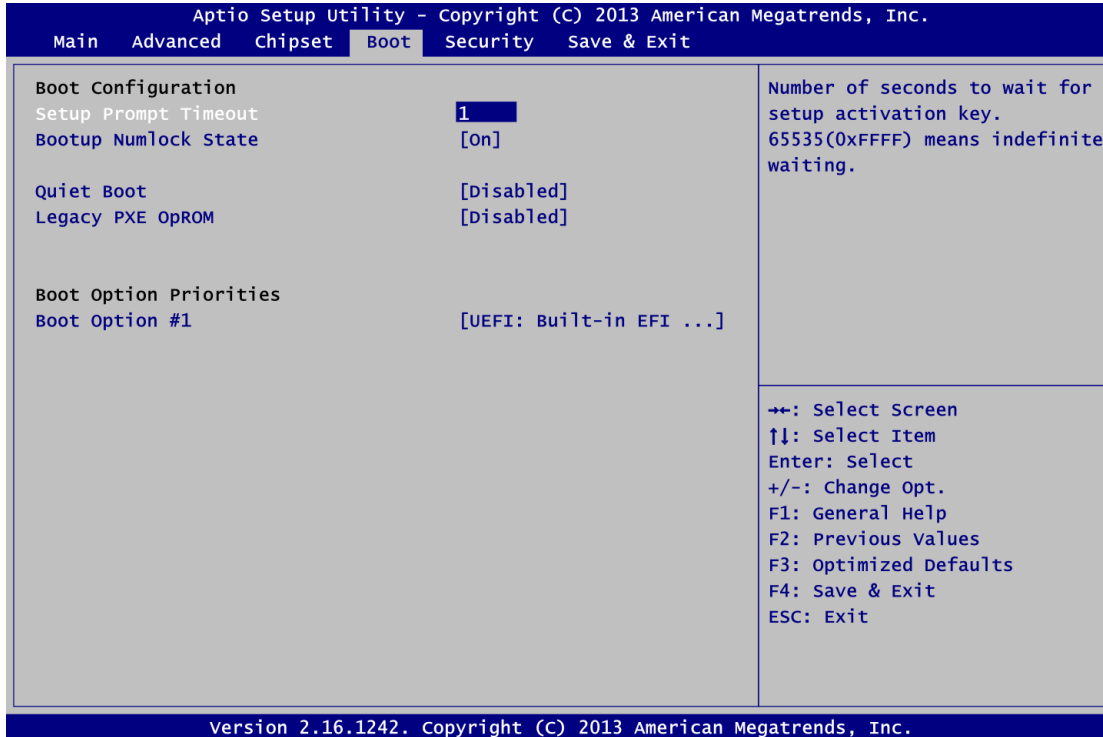 Aptio Setup Utility - Copyright (C) 2013 American Megatrends, Inc.
Main Advanced Chipset Boot Security Save & Exit
Boot Configuration
Setup Prompt Timeout 1
Bootup Numlock State [On]
Quiet Boot [Disabled]
Legacy PXE OpROM [Disabled]
Boot Option Priorities
Boot Option #1 [UEFI: Built-in EFI ...]
Number of seconds to wait for
setup activation key.
65535(0xFFFF) means indefinite
waiting.
→←: Select Screen
↑↓: Select Item
Enter: Select
+/-: Change Opt.
F1: General Help
F2: Previous Values
F3: Optimized Defaults
F4: Save & Exit
ESC: Exit
Version 2.16.1242. Copyright (C) 2013 American Megatrends, Inc.